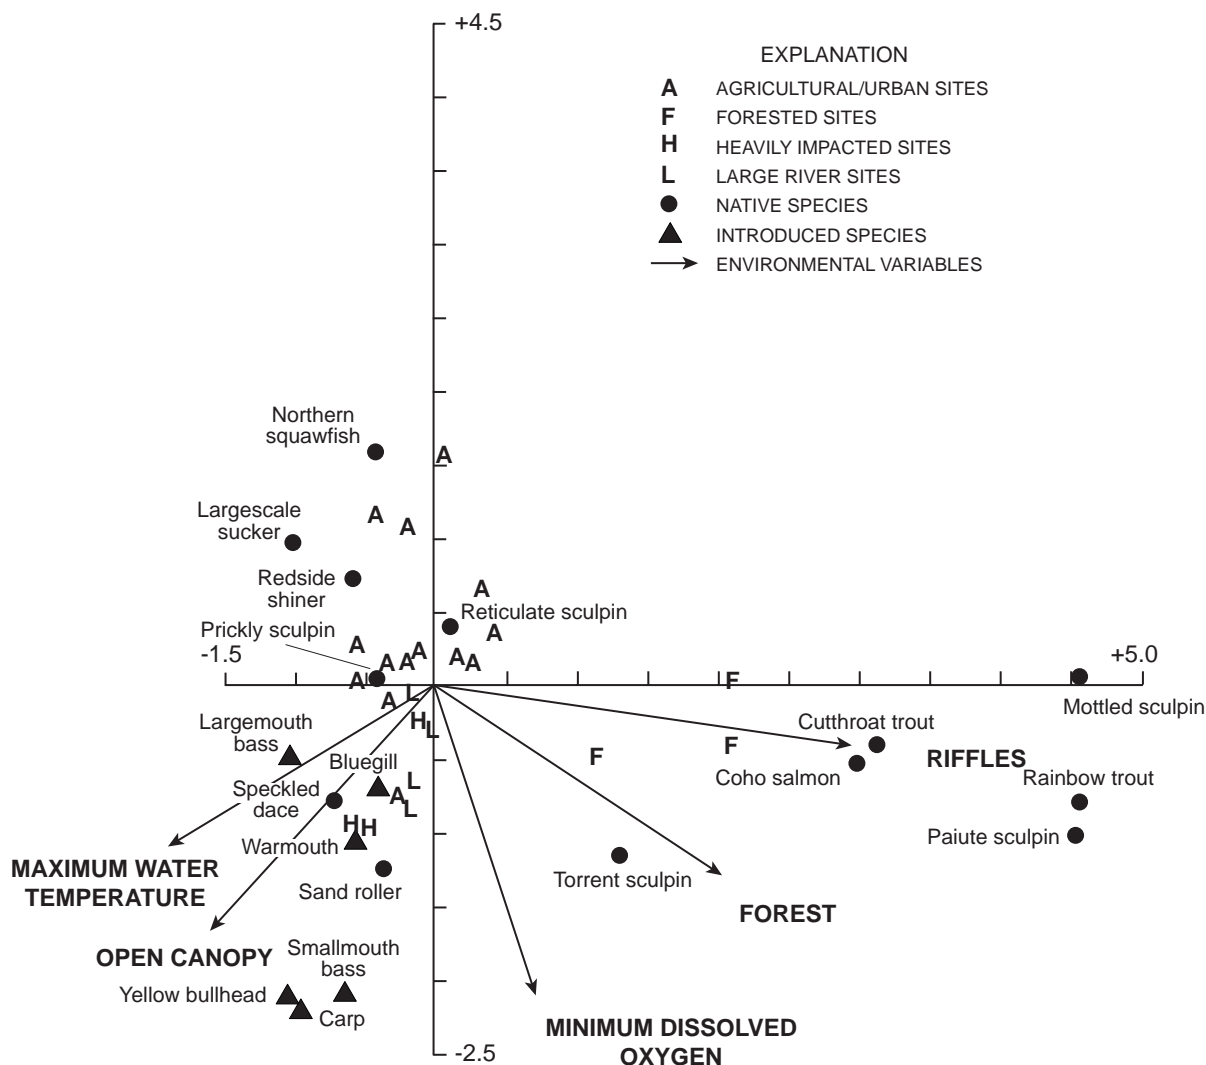 +4.5
EXPLANATION
A AGRICULTURAL/URBAN SITES
F FORESTED SITES
H HEAVILY IMPACTED SITES
L LARGE RIVER SITES
NATIVE SPECIES
INTRODUCED SPECIES
ENVIRONMENTAL VARIABLES
Northern
squawfish
A
Largescale
sucker
A
A
Redside
shiner
A
Reticulate sculpin
A
Prickly sculpin
A
A
A
A
A
A
-1.5
+5.0
A
A
L
F
Mottled sculpin
H
L
Largemouth
bass
Cutthroat trout
F
F
RIFFLES
Bluegill
Coho salmon
Rainbow trout
Speckled
dace
L
A
L
H
H
Warmouth
Paiute sculpin
MAXIMUM WATER
TEMPERATURE
Sand roller
Torrent sculpin
FOREST
OPEN CANOPY
Smallmouth
bass
Yellow bullhead
Carp
MINIMUM DISSOLVED
OXYGEN
-2.5